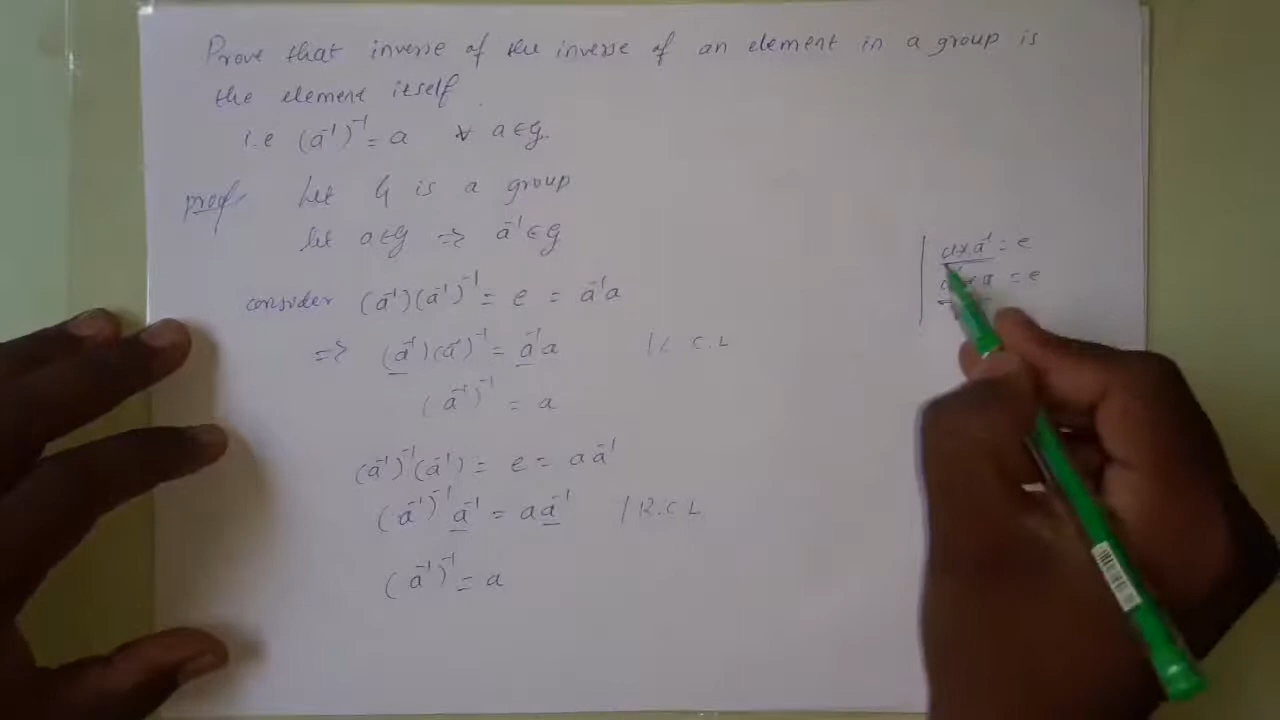 Prove that inverse of the inverse of an element in a group is
the element itself
i.e (a⁻¹)⁻¹ = a ∀ a ∈ G.
proof- Let G is a group
let a ∈ G ⇒ a⁻¹ ∈ G
consider (a⁻¹)(a⁻¹)⁻¹ = e = a⁻¹a
⇒ (a⁻¹)(a⁻¹)⁻¹ = a⁻¹a | L C.L
(a⁻¹)⁻¹ = a
(a⁻¹)⁻¹(a⁻¹) = e = aa⁻¹
(a⁻¹)⁻¹ a⁻¹ = aa⁻¹ | R.C L
(a⁻¹)⁻¹ = a
a*a⁻¹ = e
= e